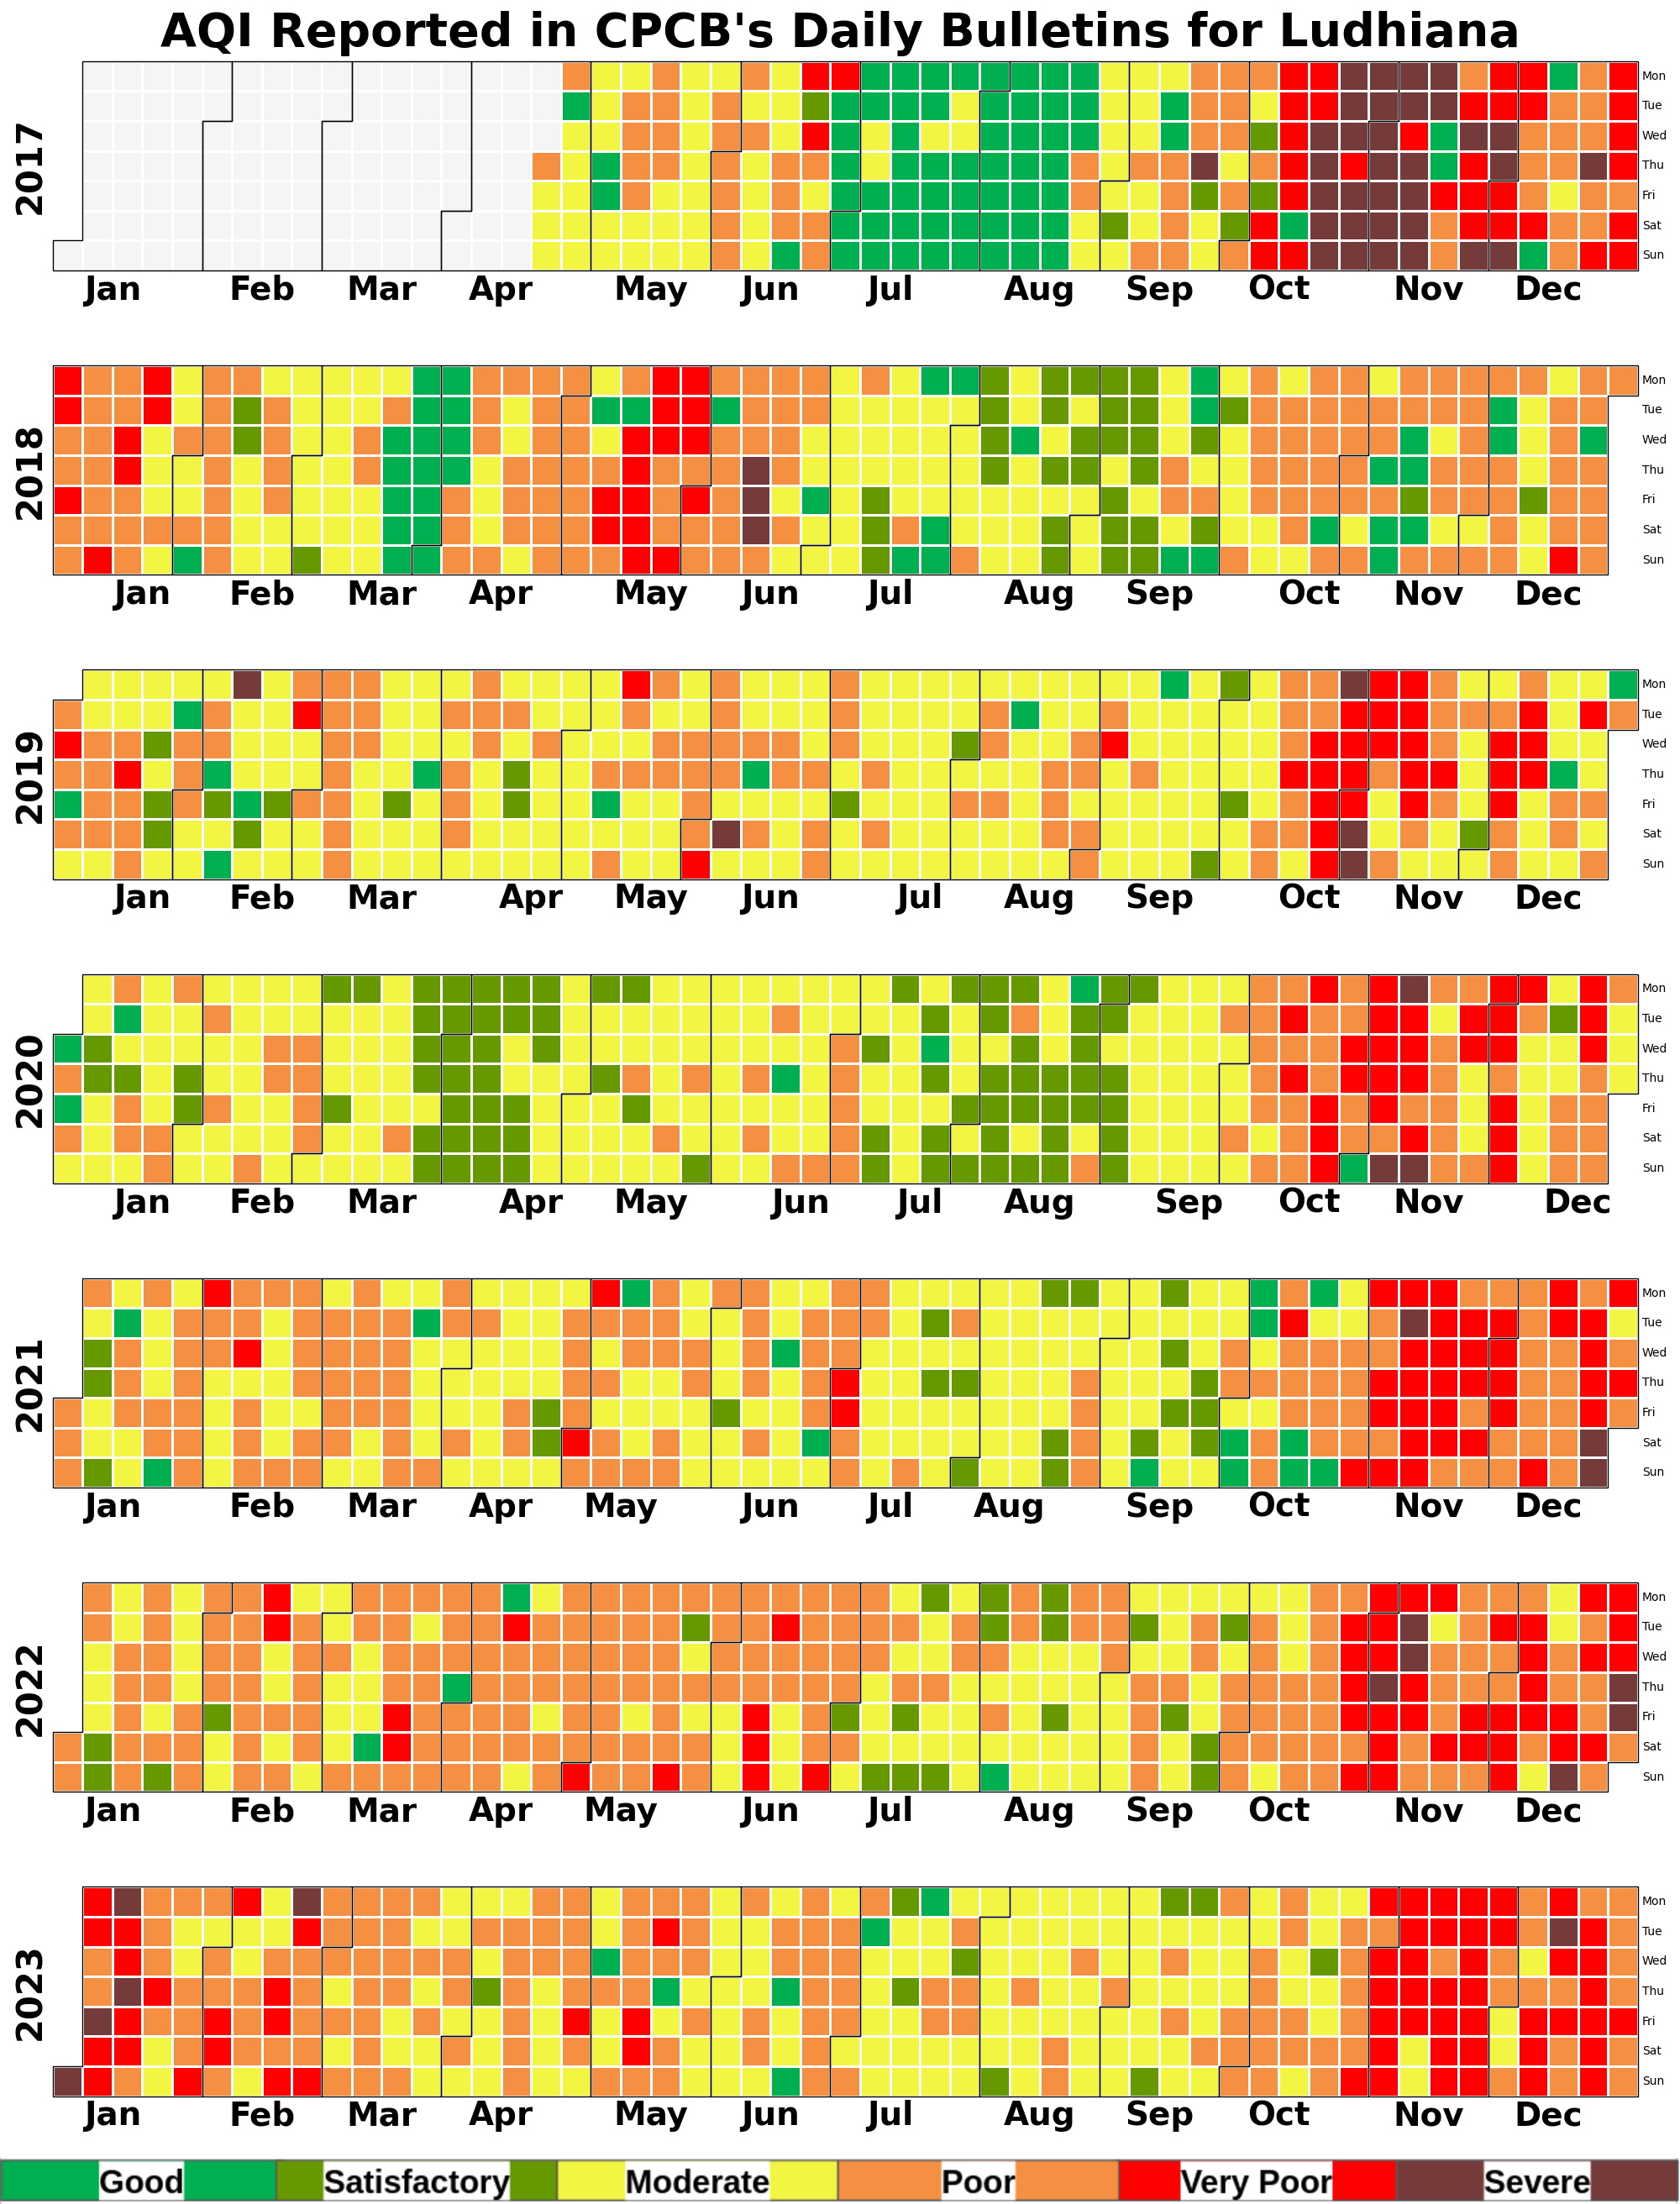 AQI Reported in CPCB's Daily Bulletins for Ludhiana
2017
Mon
Tue
Wed
Thu
Fri
Sat
Sun
Jan Feb Mar Apr May Jun Jul Aug Sep Oct Nov Dec
2018
Mon
Tue
Wed
Thu
Fri
Sat
Sun
Jan Feb Mar Apr May Jun Jul Aug Sep Oct Nov Dec
2019
Mon
Tue
Wed
Thu
Fri
Sat
Sun
Jan Feb Mar Apr May Jun Jul Aug Sep Oct Nov Dec
2020
Mon
Tue
Wed
Thu
Fri
Sat
Sun
Jan Feb Mar Apr May Jun Jul Aug Sep Oct Nov Dec
2021
Mon
Tue
Wed
Thu
Fri
Sat
Sun
Jan Feb Mar Apr May Jun Jul Aug Sep Oct Nov Dec
2022
Mon
Tue
Wed
Thu
Fri
Sat
Sun
Jan Feb Mar Apr May Jun Jul Aug Sep Oct Nov Dec
2023
Mon
Tue
Wed
Thu
Fri
Sat
Sun
Jan Feb Mar Apr May Jun Jul Aug Sep Oct Nov Dec
Good Satisfactory Moderate Poor Very Poor Severe